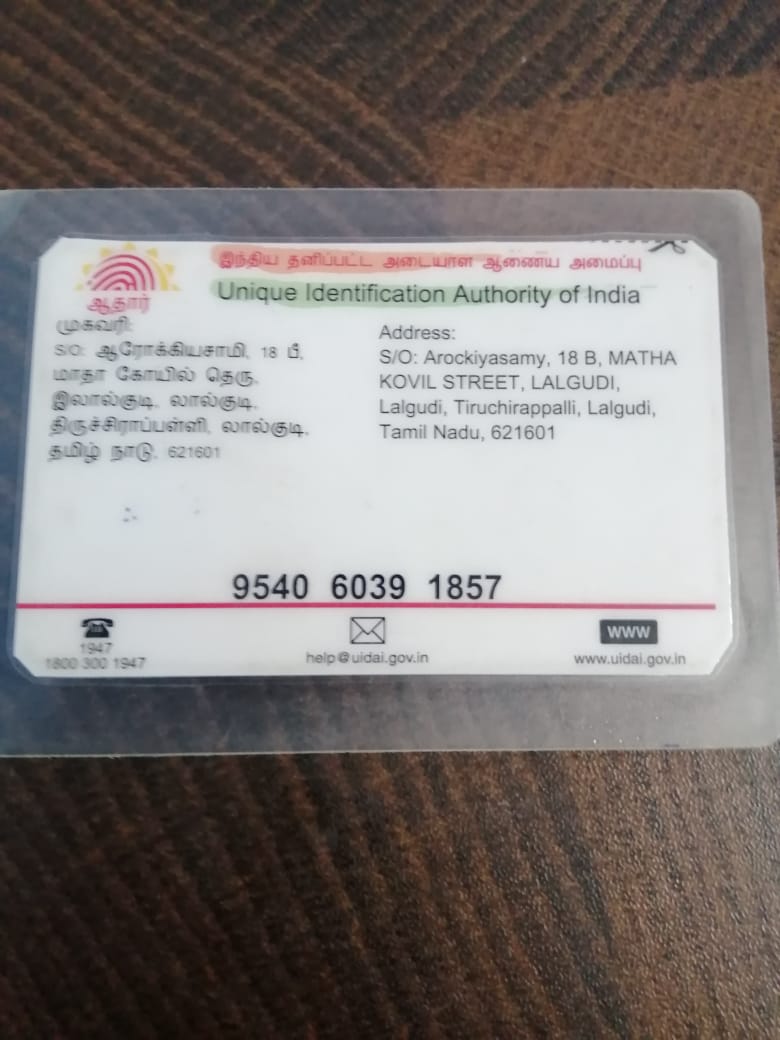 இந்திய தனிப்பட்ட அடையாள ஆணைய அமைப்பு
Unique Identification Authority of India
ஆதார்
முகவரி:
S/O: ஆரோக்கியசாமி, 18 பீ,
மாதா கோயில் தெரு,
இலால்குடி, லால்குடி,
திருச்சிராப்பள்ளி, லால்குடி,
தமிழ் நாடு, 621601
Address:
S/O: Arockiyasamy, 18 B, MATHA
KOVIL STREET, LALGUDI,
Lalgudi, Tiruchirappalli, Lalgudi,
Tamil Nadu, 621601
9540 6039 1857
1947
1800 300 1947
help@uidai.gov.in
WWW
www.uidai.gov.in